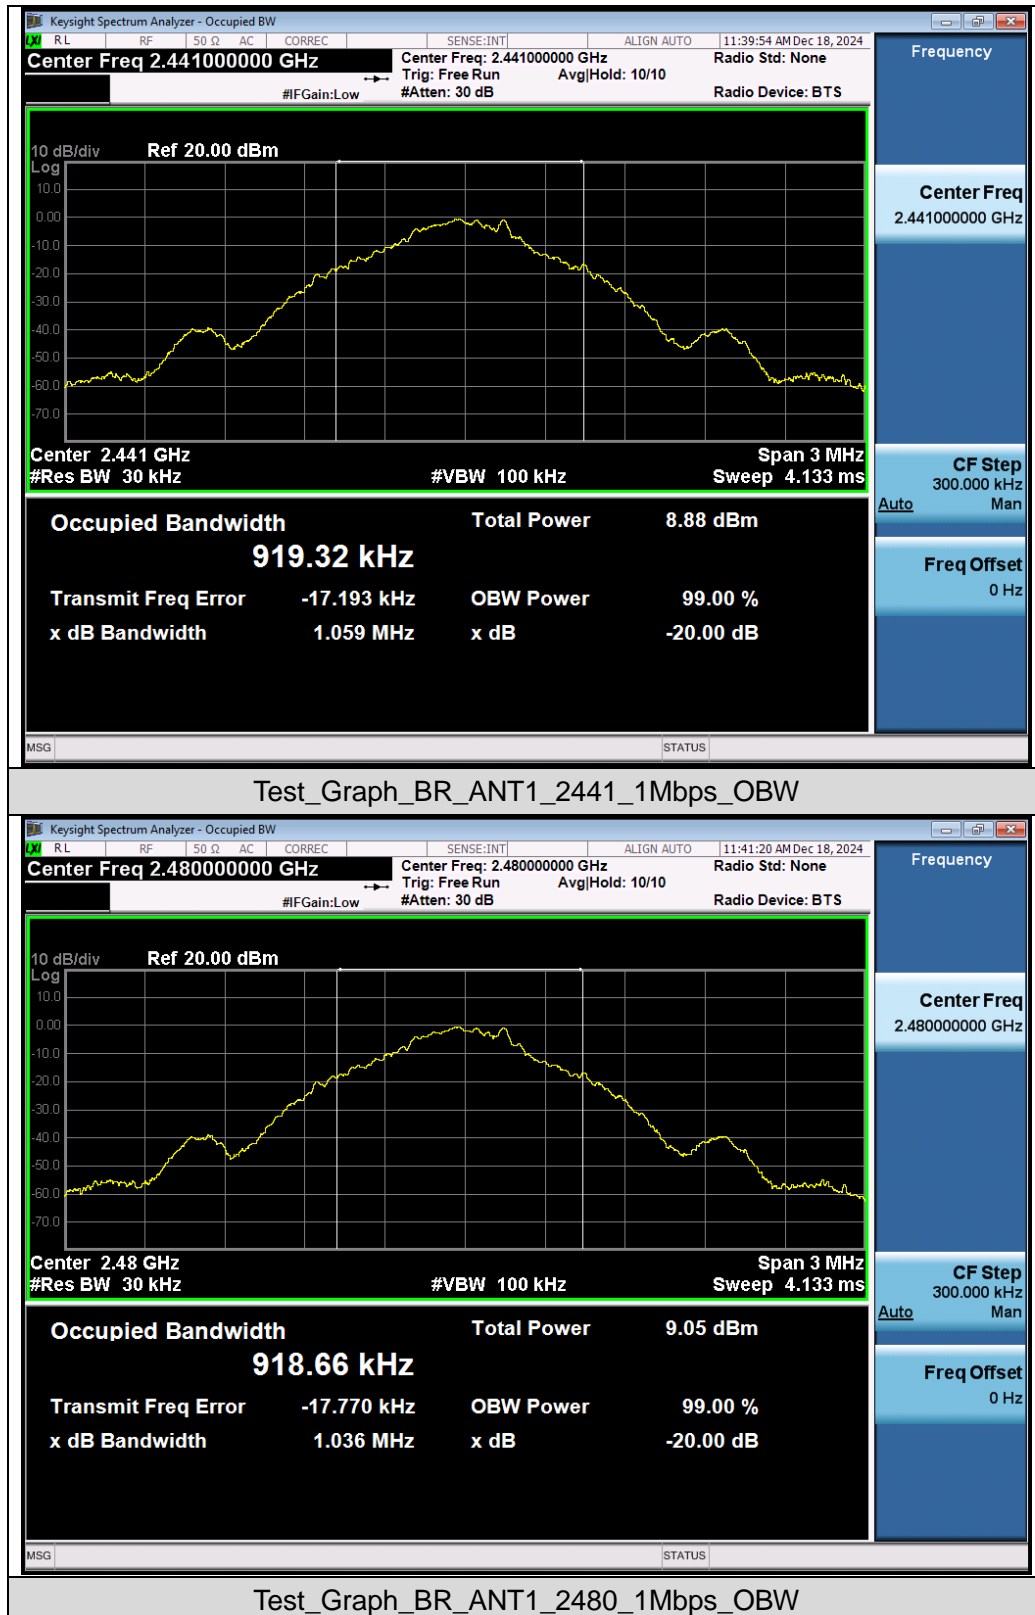 Keysight Spectrum Analyzer - Occupied BW
LXI RL RF 50 Ω AC CORREC SENSE:INT ALIGN AUTO 11:39:54 AM Dec 18, 2024
Center Freq 2.441000000 GHz
Center Freq: 2.441000000 GHz
Radio Std: None
Trig: Free Run Avg|Hold: 10/10
#IFGain:Low #Atten: 30 dB Radio Device: BTS
Frequency
10 dB/div Ref 20.00 dBm
Log
10.0
0.00
-10.0
-20.0
-30.0
-40.0
-50.0
-60.0
-70.0
Center 2.441 GHz Span 3 MHz
#Res BW 30 kHz #VBW 100 kHz Sweep 4.133 ms
Center Freq
2.441000000 GHz
CF Step
300.000 kHz
Auto Man
Freq Offset
0 Hz
Occupied Bandwidth Total Power 8.88 dBm
919.32 kHz
Transmit Freq Error -17.193 kHz OBW Power 99.00 %
x dB Bandwidth 1.059 MHz x dB -20.00 dB
MSG STATUS
Test_Graph_BR_ANT1_2441_1Mbps_OBW
Keysight Spectrum Analyzer - Occupied BW
LXI RL RF 50 Ω AC CORREC SENSE:INT ALIGN AUTO 11:41:20 AM Dec 18, 2024
Center Freq 2.480000000 GHz
Center Freq: 2.480000000 GHz
Radio Std: None
Trig: Free Run Avg|Hold: 10/10
#IFGain:Low #Atten: 30 dB Radio Device: BTS
Frequency
10 dB/div Ref 20.00 dBm
Log
10.0
0.00
-10.0
-20.0
-30.0
-40.0
-50.0
-60.0
-70.0
Center 2.48 GHz Span 3 MHz
#Res BW 30 kHz #VBW 100 kHz Sweep 4.133 ms
Center Freq
2.480000000 GHz
CF Step
300.000 kHz
Auto Man
Freq Offset
0 Hz
Occupied Bandwidth Total Power 9.05 dBm
918.66 kHz
Transmit Freq Error -17.770 kHz OBW Power 99.00 %
x dB Bandwidth 1.036 MHz x dB -20.00 dB
MSG STATUS
Test_Graph_BR_ANT1_2480_1Mbps_OBW